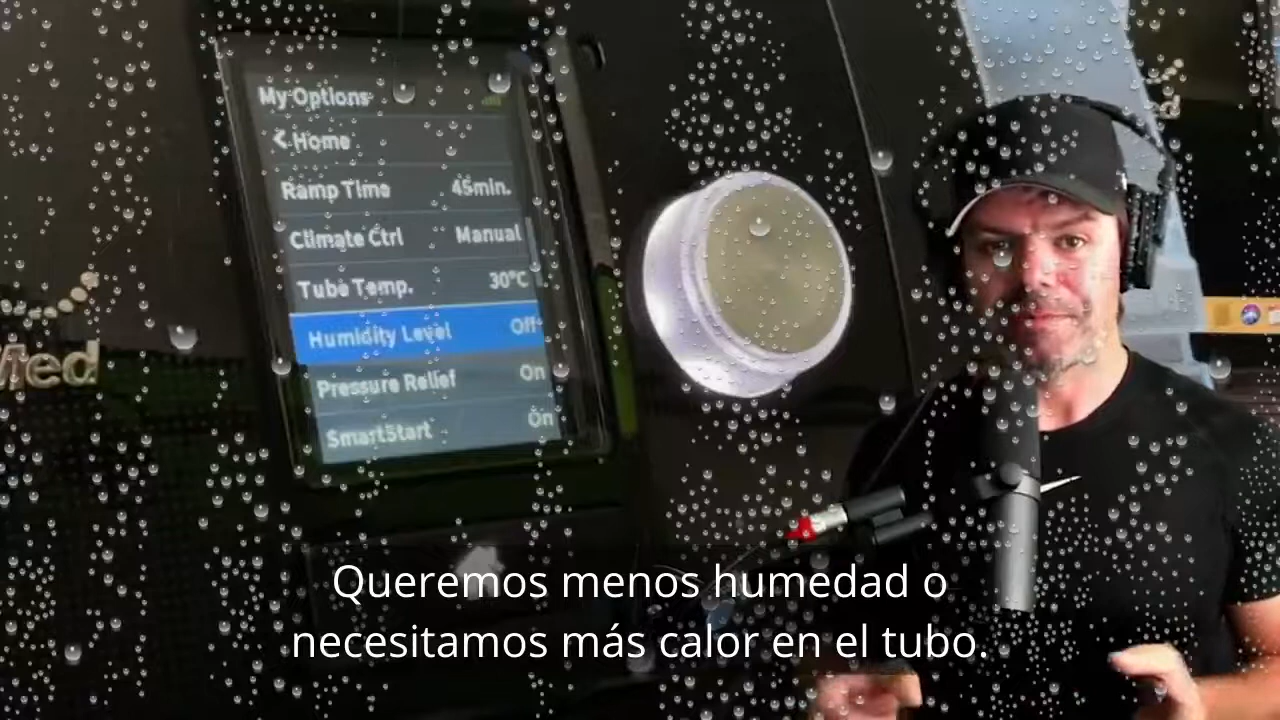 My Options
< Home
Ramp Time 45min.
Climate Ctrl Manual
Tube Temp. 30°C
Humidity Level Off
Pressure Relief On
SmartStart On
Med
Queremos menos humedad o
necesitamos más calor en el tubo.